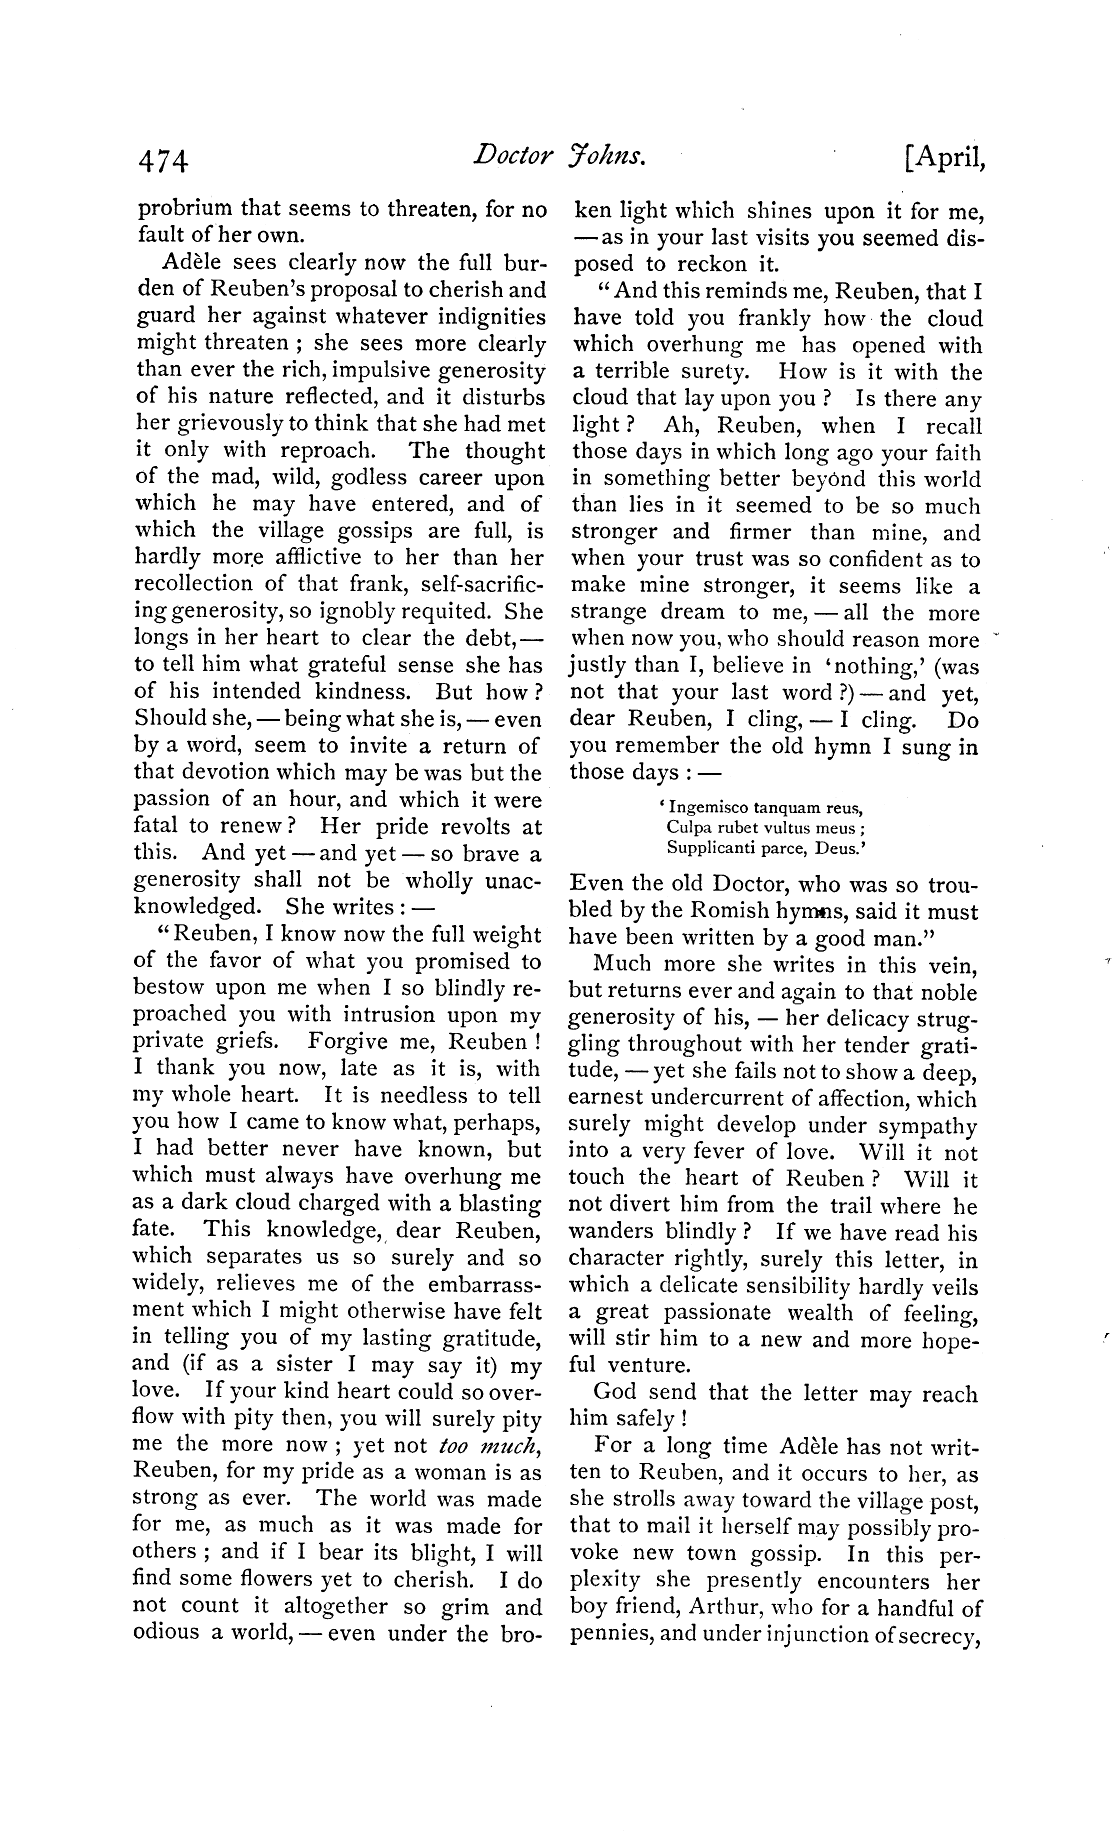 474 Doctor Johns. [April,
probrium that seems to threaten, for no
fault of her own.
Adèle sees clearly now the full bur-
den of Reuben's proposal to cherish and
guard her against whatever indignities
might threaten ; she sees more clearly
than ever the rich, impulsive generosity
of his nature reflected, and it disturbs
her grievously to think that she had met
it only with reproach. The thought
of the mad, wild, godless career upon
which he may have entered, and of
which the village gossips are full, is
hardly more afflictive to her than her
recollection of that frank, self-sacrific-
ing generosity, so ignobly requited. She
longs in her heart to clear the debt,—
to tell him what grateful sense she has
of his intended kindness. But how ?
Should she, — being what she is, — even
by a word, seem to invite a return of
that devotion which may be was but the
passion of an hour, and which it were
fatal to renew ? Her pride revolts at
this. And yet — and yet — so brave a
generosity shall not be wholly unac-
knowledged. She writes : —
"Reuben, I know now the full weight
of the favor of what you promised to
bestow upon me when I so blindly re-
proached you with intrusion upon my
private griefs. Forgive me, Reuben !
I thank you now, late as it is, with
my whole heart. It is needless to tell
you how I came to know what, perhaps,
I had better never have known, but
which must always have overhung me
as a dark cloud charged with a blasting
fate. This knowledge, dear Reuben,
which separates us so surely and so
widely, relieves me of the embarrass-
ment which I might otherwise have felt
in telling you of my lasting gratitude,
and (if as a sister I may say it) my
love. If your kind heart could so over-
flow with pity then, you will surely pity
me the more now ; yet not too much,
Reuben, for my pride as a woman is as
strong as ever. The world was made
for me, as much as it was made for
others ; and if I bear its blight, I will
find some flowers yet to cherish. I do
not count it altogether so grim and
odious a world, — even under the bro-
ken light which shines upon it for me,
— as in your last visits you seemed dis-
posed to reckon it.
"And this reminds me, Reuben, that I
have told you frankly how the cloud
which overhung me has opened with
a terrible surety. How is it with the
cloud that lay upon you ? Is there any
light ? Ah, Reuben, when I recall
those days in which long ago your faith
in something better beyond this world
than lies in it seemed to be so much
stronger and firmer than mine, and
when your trust was so confident as to
make mine stronger, it seems like a
strange dream to me, — all the more
when now you, who should reason more
justly than I, believe in 'nothing,' (was
not that your last word ?) — and yet,
dear Reuben, I cling, — I cling. Do
you remember the old hymn I sung in
those days : —
'Ingemisco tanquam reus,
Culpa rubet vultus meus ;
Supplicanti parce, Deus.'
Even the old Doctor, who was so trou-
bled by the Romish hymns, said it must
have been written by a good man."
Much more she writes in this vein,
but returns ever and again to that noble
generosity of his, — her delicacy strug-
gling throughout with her tender grati-
tude, — yet she fails not to show a deep,
earnest undercurrent of affection, which
surely might develop under sympathy
into a very fever of love. Will it not
touch the heart of Reuben ? Will it
not divert him from the trail where he
wanders blindly ? If we have read his
character rightly, surely this letter, in
which a delicate sensibility hardly veils
a great passionate wealth of feeling,
will stir him to a new and more hope-
ful venture.
God send that the letter may reach
him safely !
For a long time Adèle has not writ-
ten to Reuben, and it occurs to her, as
she strolls away toward the village post,
that to mail it herself may possibly pro-
voke new town gossip. In this per-
plexity she presently encounters her
boy friend, Arthur, who for a handful of
pennies, and under injunction of secrecy,